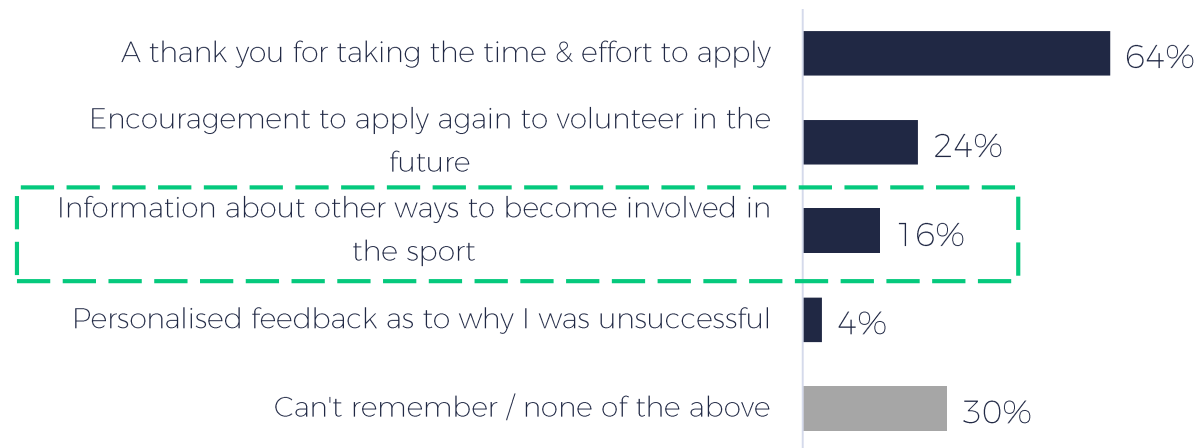 A thank you for taking the time & effort to apply
64%
Encouragement to apply again to volunteer in the
future
24%
Information about other ways to become involved in
the sport
16%
Personalised feedback as to why I was unsuccessful
4%
Can't remember / none of the above
30%